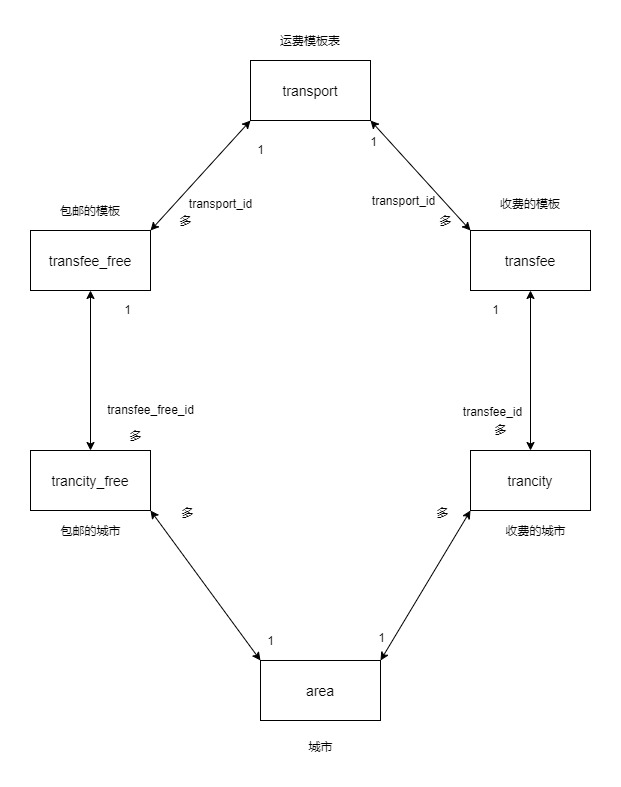 运费模板表
transport
1
1
transport_id
多
transport_id
多
包邮的模板
收费的模板
transfee_free
transfee
1
1
transfee_free_id
多
transfee_id
多
trancity_free
trancity
多
多
包邮的城市
收费的城市
1
1
area
城市